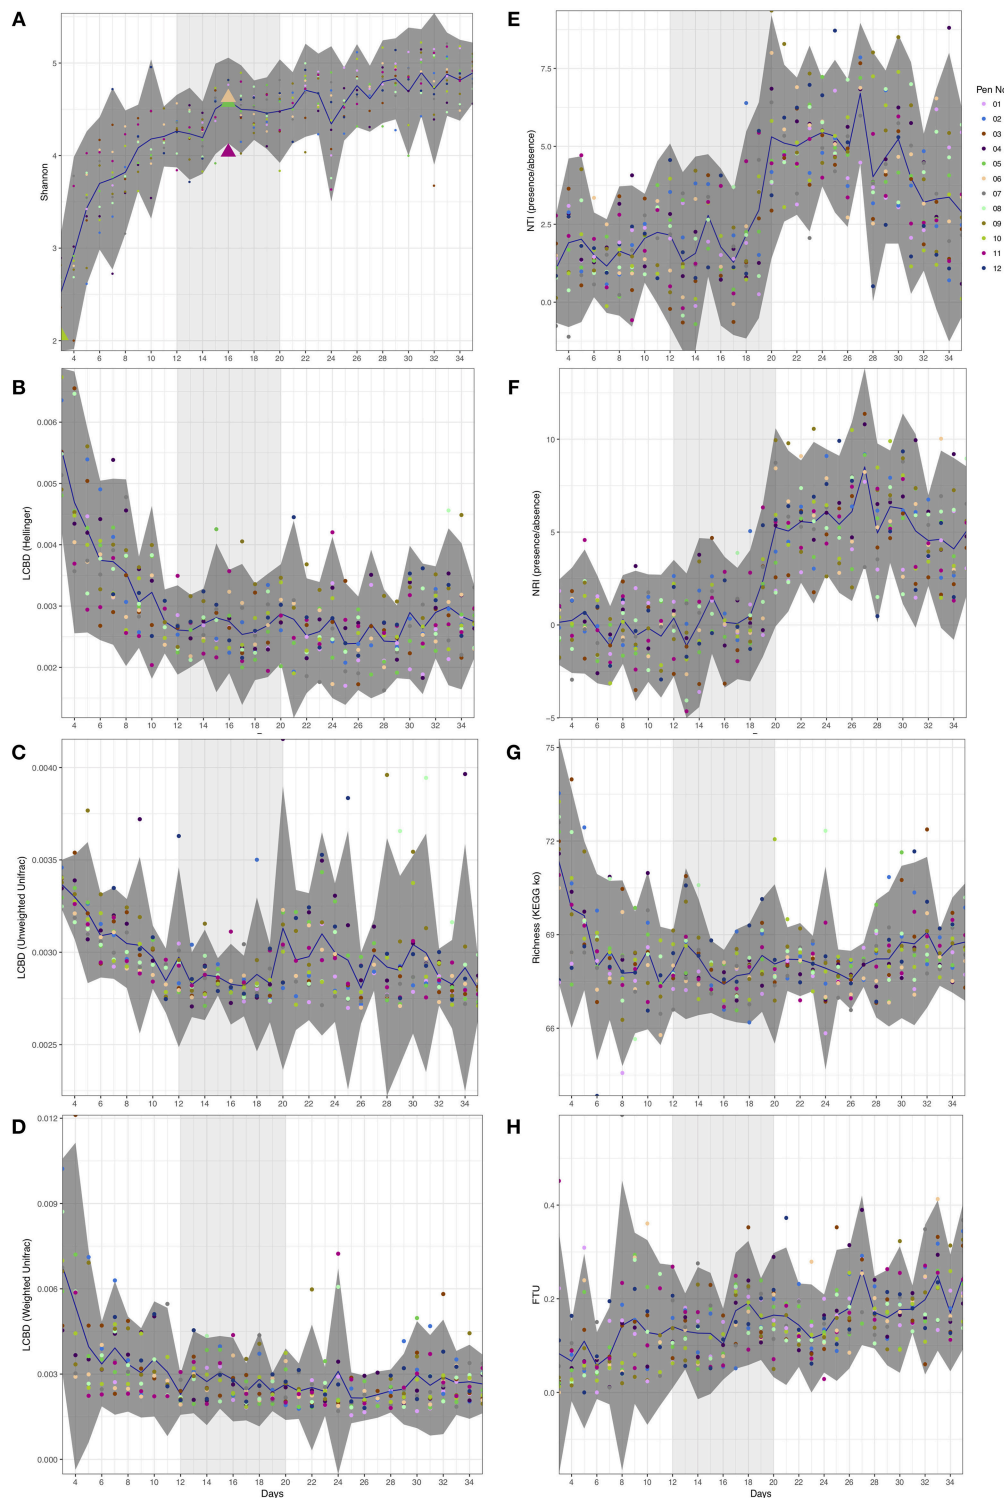 A
Shannon
5
4
3
2
4 6 8 10 12 14 16 18 20 22 24 26 28 30 32 34
B
LCBD (Hellinger)
0.006
0.005
0.004
0.003
0.002
4 6 8 10 12 14 16 18 20 22 24 26 28 30 32 34
C
LCBD (Unweighted Unifrac)
0.0040
0.0035
0.0030
0.0025
4 6 8 10 12 14 16 18 20 22 24 26 28 30 32 34
D
LCBD (Weighted Unifrac)
0.012
0.009
0.006
0.003
0.000
4 6 8 10 12 14 16 18 20 22 24 26 28 30 32 34
Days
E
NTI (presence/absence)
7.5
5.0
2.5
0.0
4 6 8 10 12 14 16 18 20 22 24 26 28 30 32 34
Pen No
01
02
03
04
05
06
07
08
09
10
11
12
F
NRI (presence/absence)
10
5
0
−5
4 6 8 10 12 14 16 18 20 22 24 26 28 30 32 34
G
Richness (KEGG ko)
75
72
69
66
4 6 8 10 12 14 16 18 20 22 24 26 28 30 32 34
H
FTU
0.4
0.2
0.0
4 6 8 10 12 14 16 18 20 22 24 26 28 30 32 34
Days